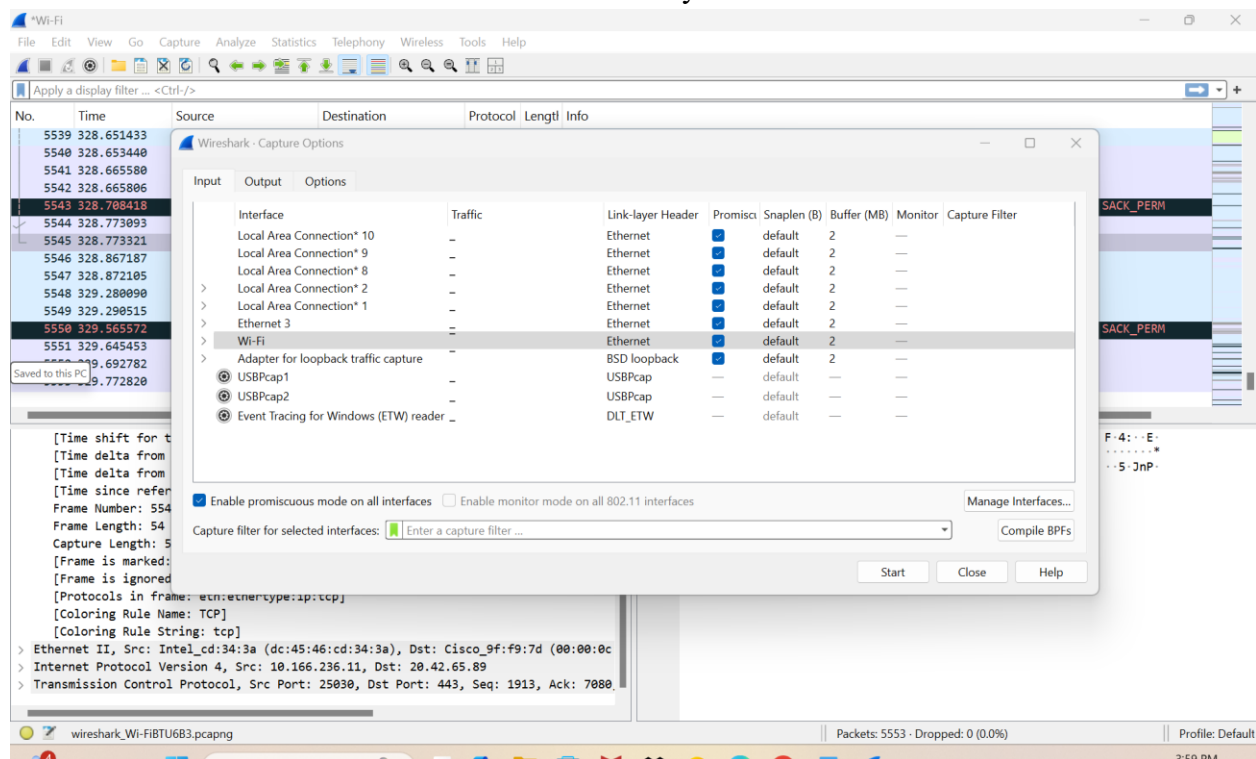 *Wi-Fi
File Edit View Go Capture Analyze Statistics Telephony Wireless Tools Help
Apply a display filter ... <Ctrl-/>
No. Time Source Destination Protocol Lengtl Info
5539 328.651433
5540 328.653440
5541 328.665580
5542 328.665806
5543 328.708418 SACK_PERM
5544 328.773093
5545 328.773321
5546 328.867187
5547 328.872105
5548 329.280090
5549 329.290515
5550 329.565572 SACK_PERM
5551 329.645453
9.692782
Saved to this PC
9.772820
Wireshark · Capture Options
Input Output Options
Interface Traffic Link-layer Header Promisc Snaplen (B) Buffer (MB) Monitor Capture Filter
Local Area Connection* 10 Ethernet default 2 —
Local Area Connection* 9 Ethernet default 2 —
Local Area Connection* 8 Ethernet default 2 —
Local Area Connection* 2 Ethernet default 2 —
Local Area Connection* 1 Ethernet default 2 —
Ethernet 3 Ethernet default 2 —
Wi-Fi Ethernet default 2 —
Adapter for loopback traffic capture BSD loopback default 2 —
USBPcap1 USBPcap — default — —
USBPcap2 USBPcap — default — —
Event Tracing for Windows (ETW) reader DLT_ETW — default — —
Enable promiscuous mode on all interfaces Enable monitor mode on all 802.11 interfaces Manage Interfaces...
Capture filter for selected interfaces: Enter a capture filter ... Compile BPFs
Start Close Help
[Time shift for t
[Time delta from
[Time delta from
[Time since refer
Frame Number: 554
Frame Length: 54
Capture Length: 5
[Frame is marked:
[Frame is ignored
[Protocols in frame: eth:ethertype:ip:tcp]
[Coloring Rule Name: TCP]
[Coloring Rule String: tcp]
> Ethernet II, Src: Intel_cd:34:3a (dc:45:46:cd:34:3a), Dst: Cisco_9f:f9:7d (00:00:0c
> Internet Protocol Version 4, Src: 10.166.236.11, Dst: 20.42.65.89
> Transmission Control Protocol, Src Port: 25030, Dst Port: 443, Seq: 1913, Ack: 7080
F·4:··E·
·······*
··5·JnP·
wireshark_Wi-FiBTU6B3.pcapng Packets: 5553 · Dropped: 0 (0.0%) Profile: Default
4
3:59 PM